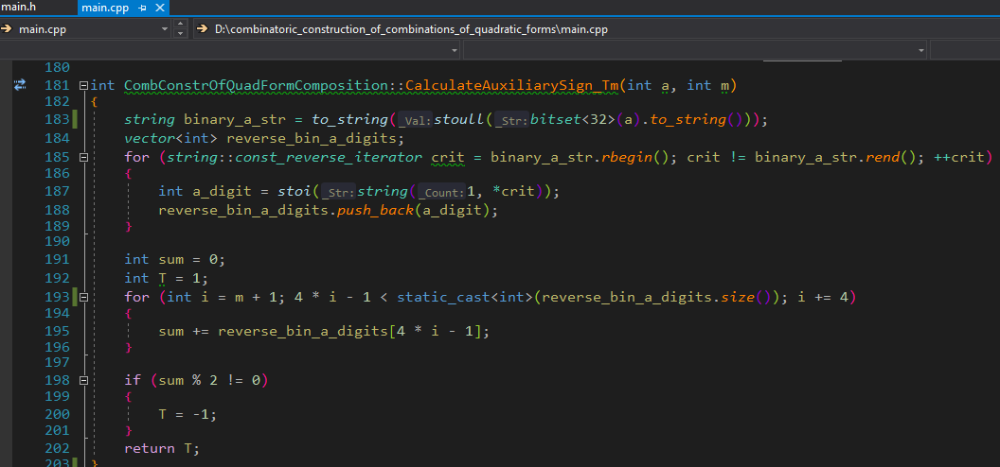 main.h
main.cpp
main.cpp D:\combinatoric_construction_of_combinations_of_quadratic_forms\main.cpp
180
181 int CombConstrOfQuadFormComposition::CalculateAuxiliarySign_Tm(int a, int m)
182 {
183 string binary_a_str = to_string(_Val:stoull(_Str:bitset<32>(a).to_string()));
184 vector<int> reverse_bin_a_digits;
185 for (string::const_reverse_iterator crit = binary_a_str.rbegin(); crit != binary_a_str.rend(); ++crit)
186 {
187 int a_digit = stoi(_Str:string(_Count:1, *crit));
188 reverse_bin_a_digits.push_back(a_digit);
189 }
190
191 int sum = 0;
192 int T = 1;
193 for (int i = m + 1; 4 * i - 1 < static_cast<int>(reverse_bin_a_digits.size()); i += 4)
194 {
195 sum += reverse_bin_a_digits[4 * i - 1];
196 }
197
198 if (sum % 2 != 0)
199 {
200 T = -1;
201 }
202 return T;
203 }